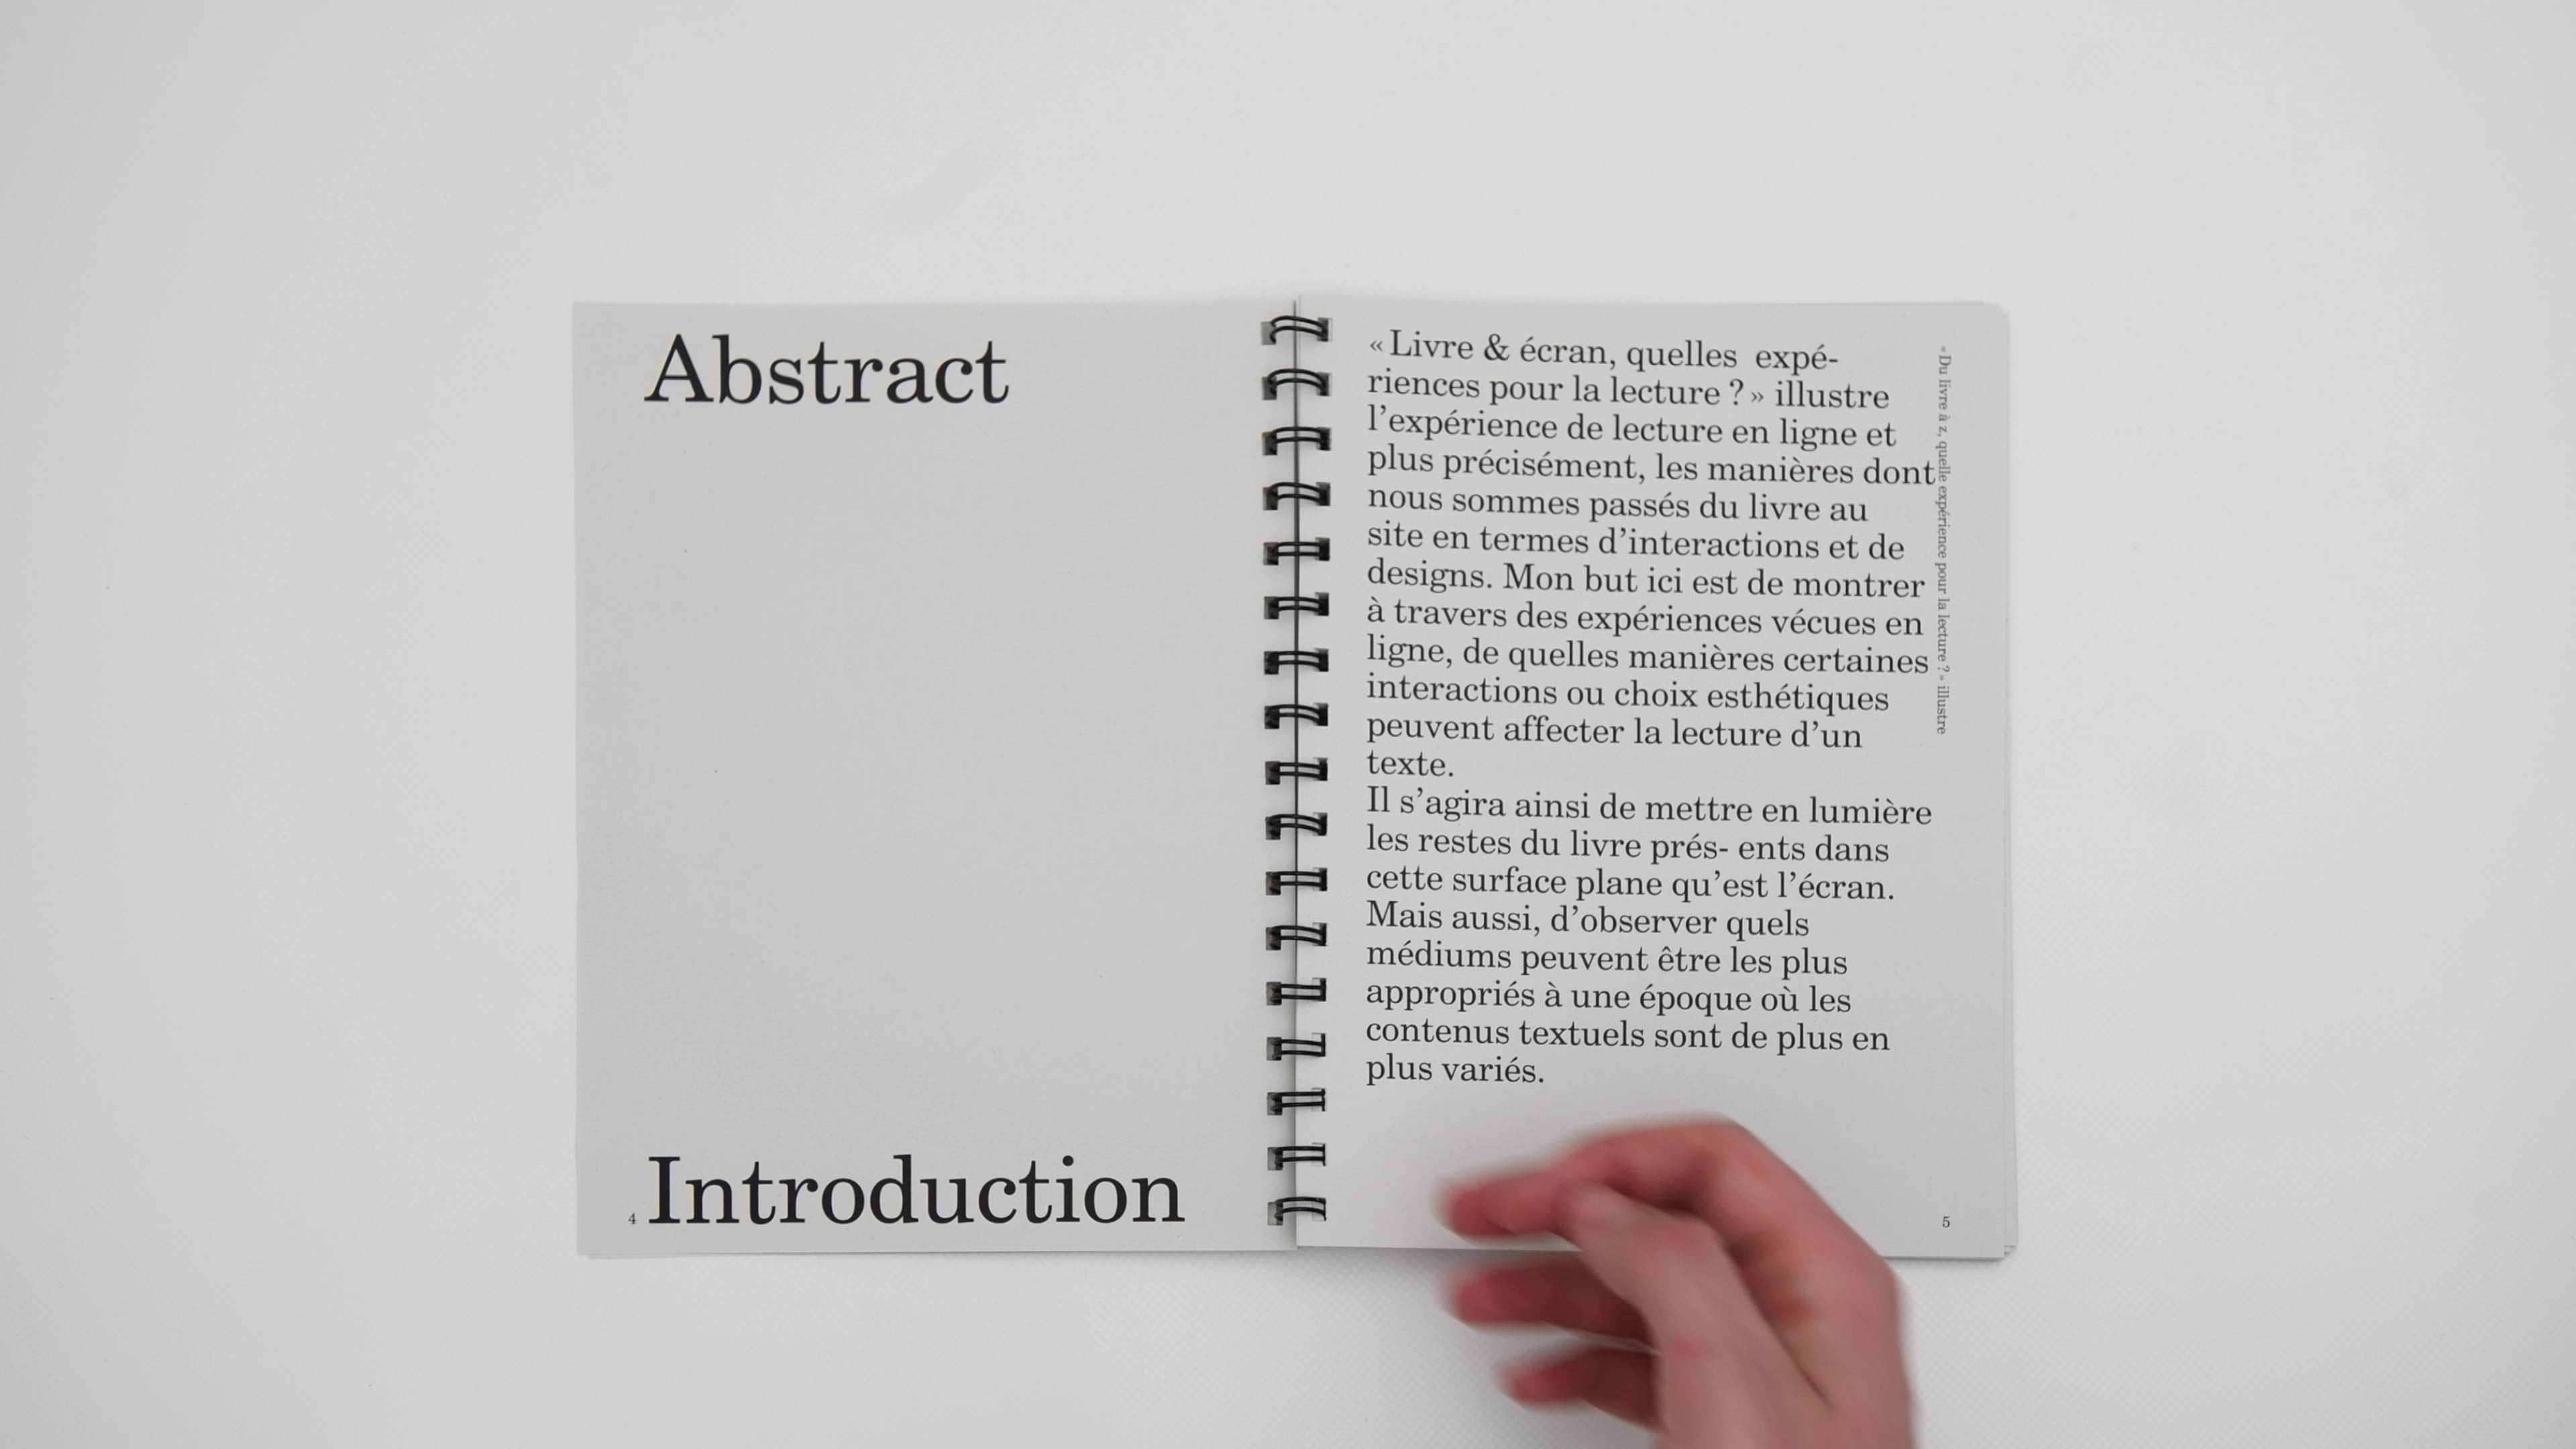 Abstract
Introduction
4
« Livre & écran, quelles expé-
riences pour la lecture ? » illustre
l’expérience de lecture en ligne et
plus précisément, les manières dont
nous sommes passés du livre au
site en termes d’interactions et de
designs. Mon but ici est de montrer
à travers des expériences vécues en
ligne, de quelles manières certaines
interactions ou choix esthétiques
peuvent affecter la lecture d’un
texte.
Il s’agira ainsi de mettre en lumière
les restes du livre prés- ents dans
cette surface plane qu’est l’écran.
Mais aussi, d’observer quels
médiums peuvent être les plus
appropriés à une époque où les
contenus textuels sont de plus en
plus variés.
« Du livre à z, quelle expérience pour la lecture ? » illustre
5